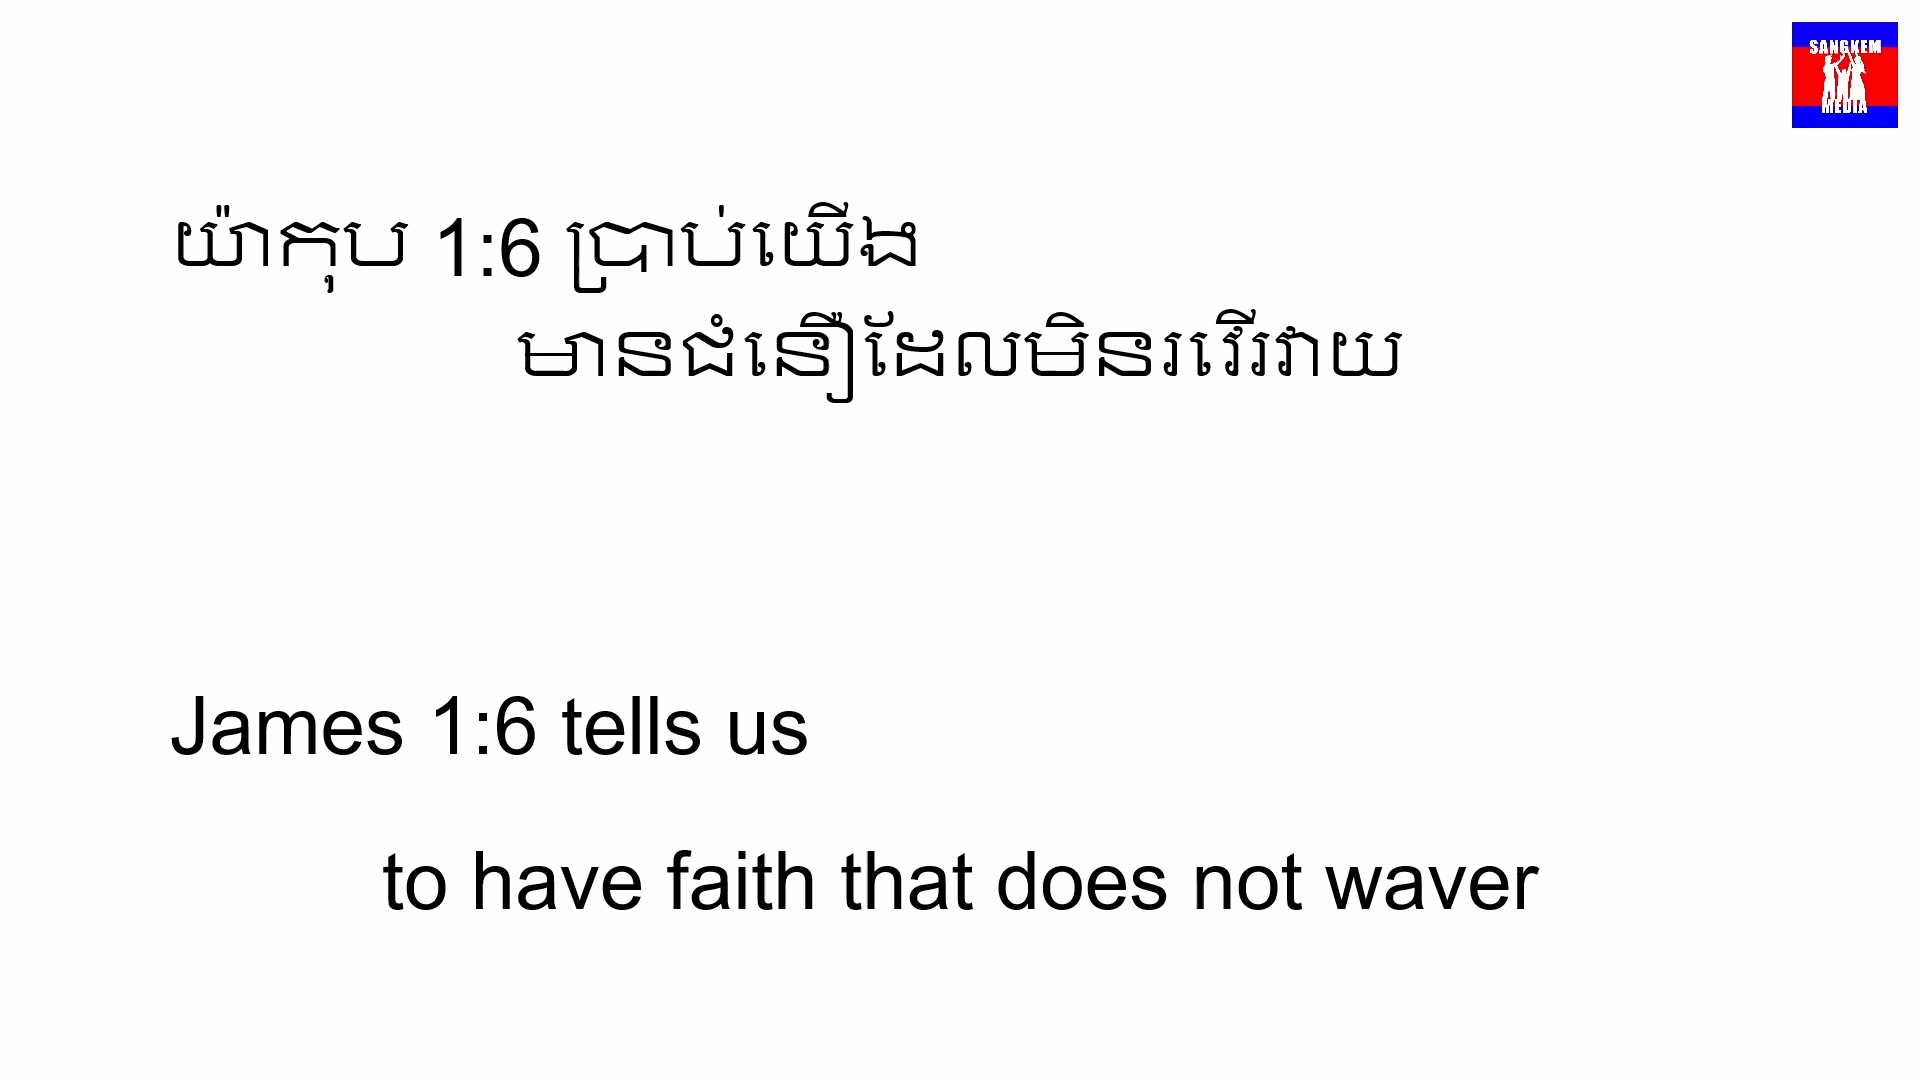 SANGKEM
MEDIA
យ៉ាកុប 1:6 ប្រាប់យើង
មានជំនឿដែលមិនរវើរវាយ
James 1:6 tells us
to have faith that does not waver